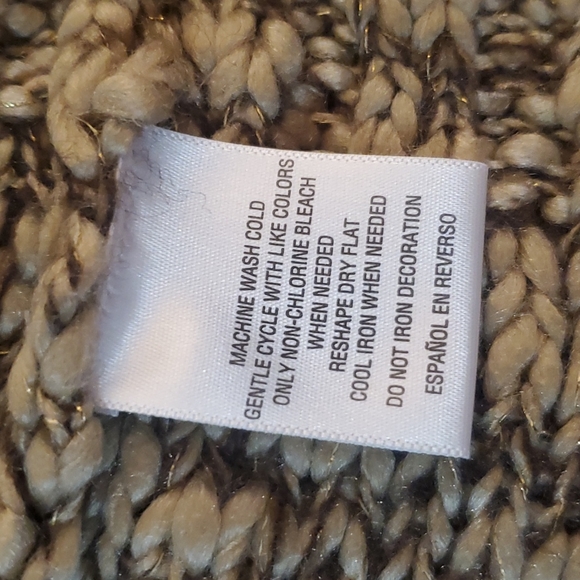 MACHINE WASH COLD
GENTLE CYCLE WITH LIKE COLORS
ONLY NON-CHLORINE BLEACH
WHEN NEEDED
RESHAPE DRY FLAT
COOL IRON WHEN NEEDED
DO NOT IRON DECORATION
ESPAÑOL EN REVERSO